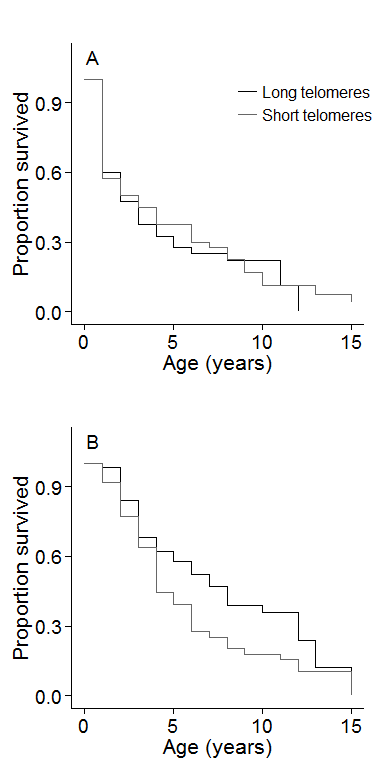 A
Long telomeres
Short telomeres
Proportion survived
0.9
0.6
0.3
0.0
0 5 10 15
Age (years)
B
Proportion survived
0.9
0.6
0.3
0.0
0 5 10 15
Age (years)